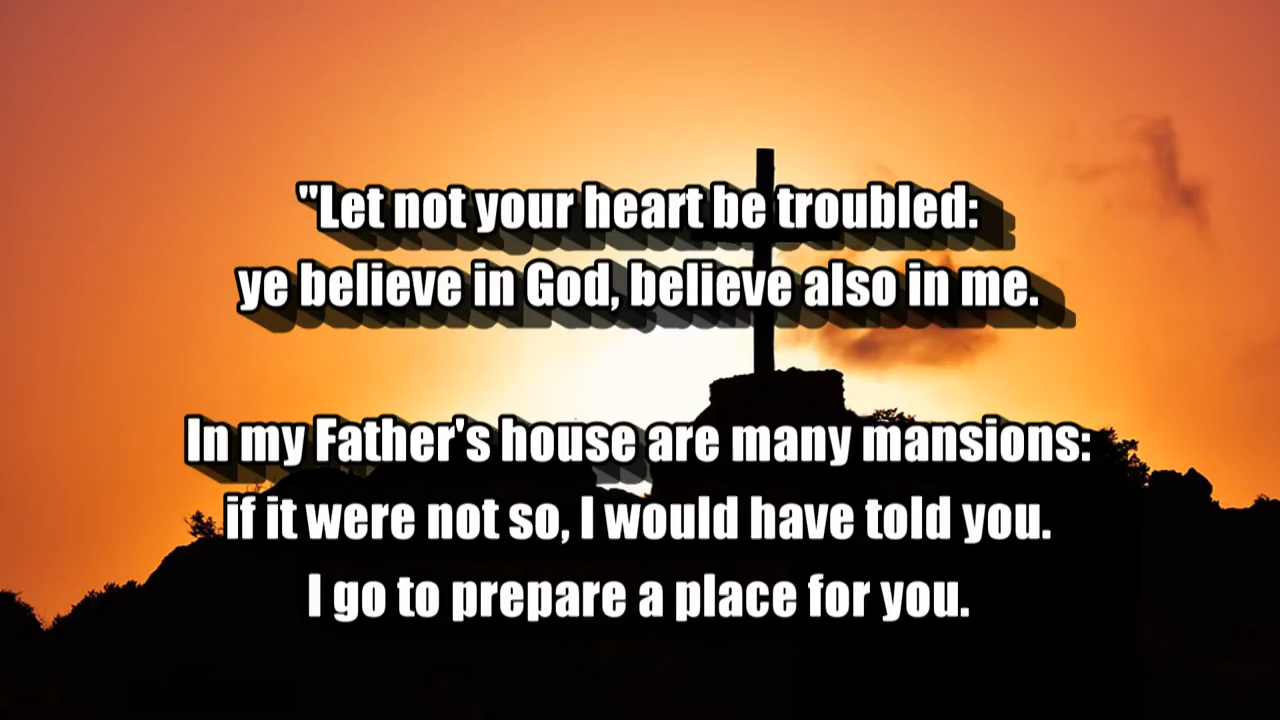 "Let not your heart be troubled:
ye believe in God, believe also in me.
In my Father's house are many mansions:
if it were not so, I would have told you.
I go to prepare a place for you.